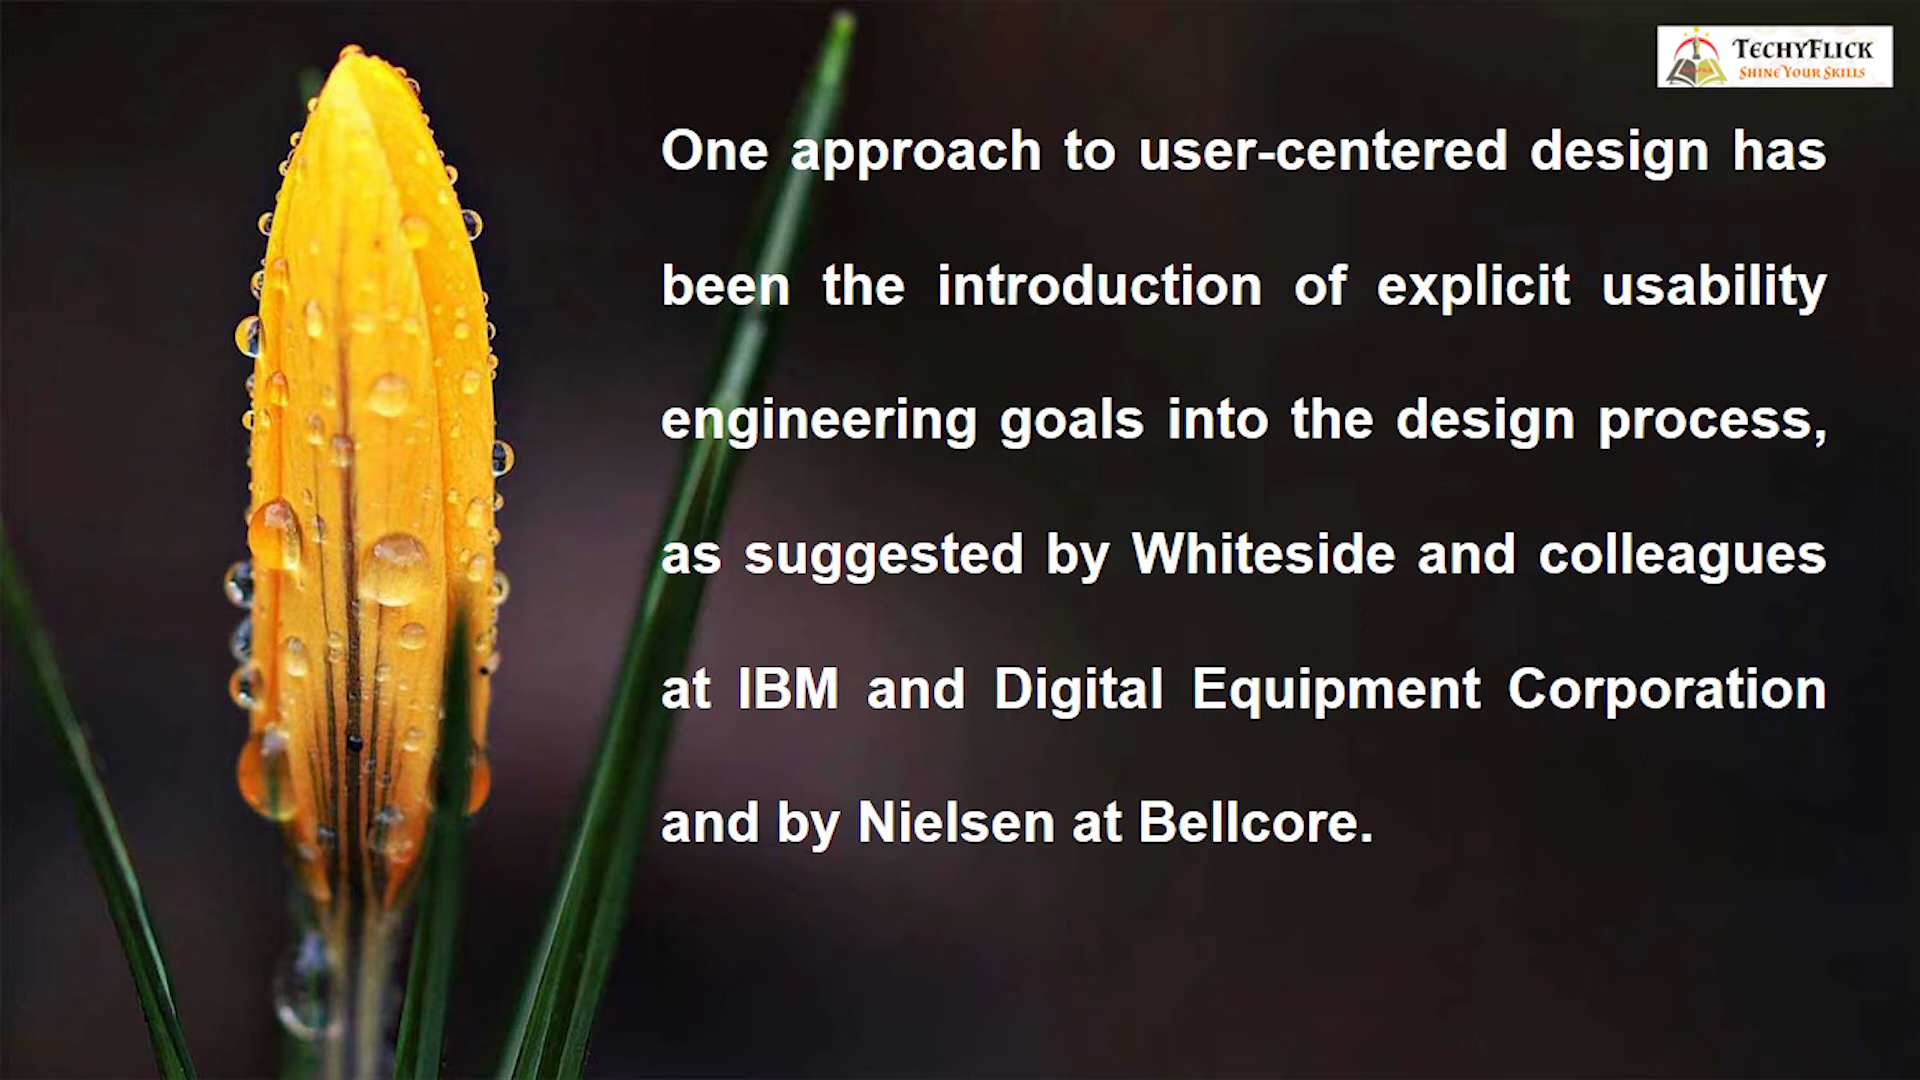 TECHYFLICK
SHINE YOUR SKILLS
One approach to user-centered design has
been the introduction of explicit usability
engineering goals into the design process,
as suggested by Whiteside and colleagues
at IBM and Digital Equipment Corporation
and by Nielsen at Bellcore.